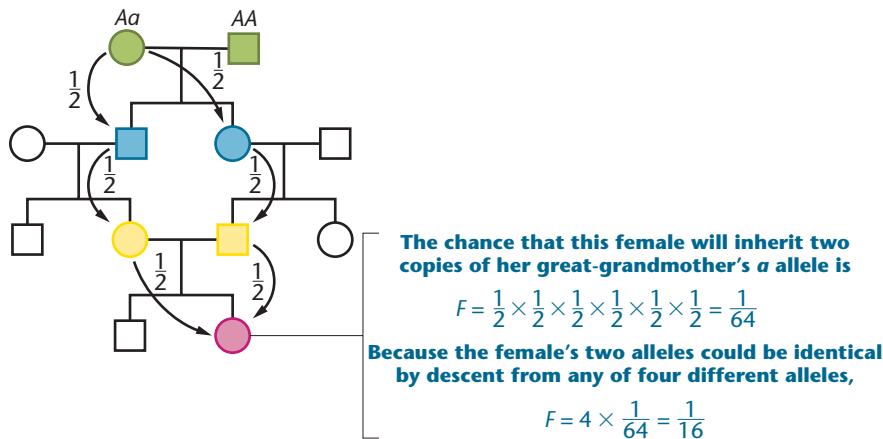 Aa AA
1/2 1/2
1/2 1/2
1/2 1/2
The chance that this female will inherit two
copies of her great-grandmother's a allele is
F = 1/2 × 1/2 × 1/2 × 1/2 × 1/2 × 1/2 = 1/64
Because the female's two alleles could be identical
by descent from any of four different alleles,
F = 4 × 1/64 = 1/16